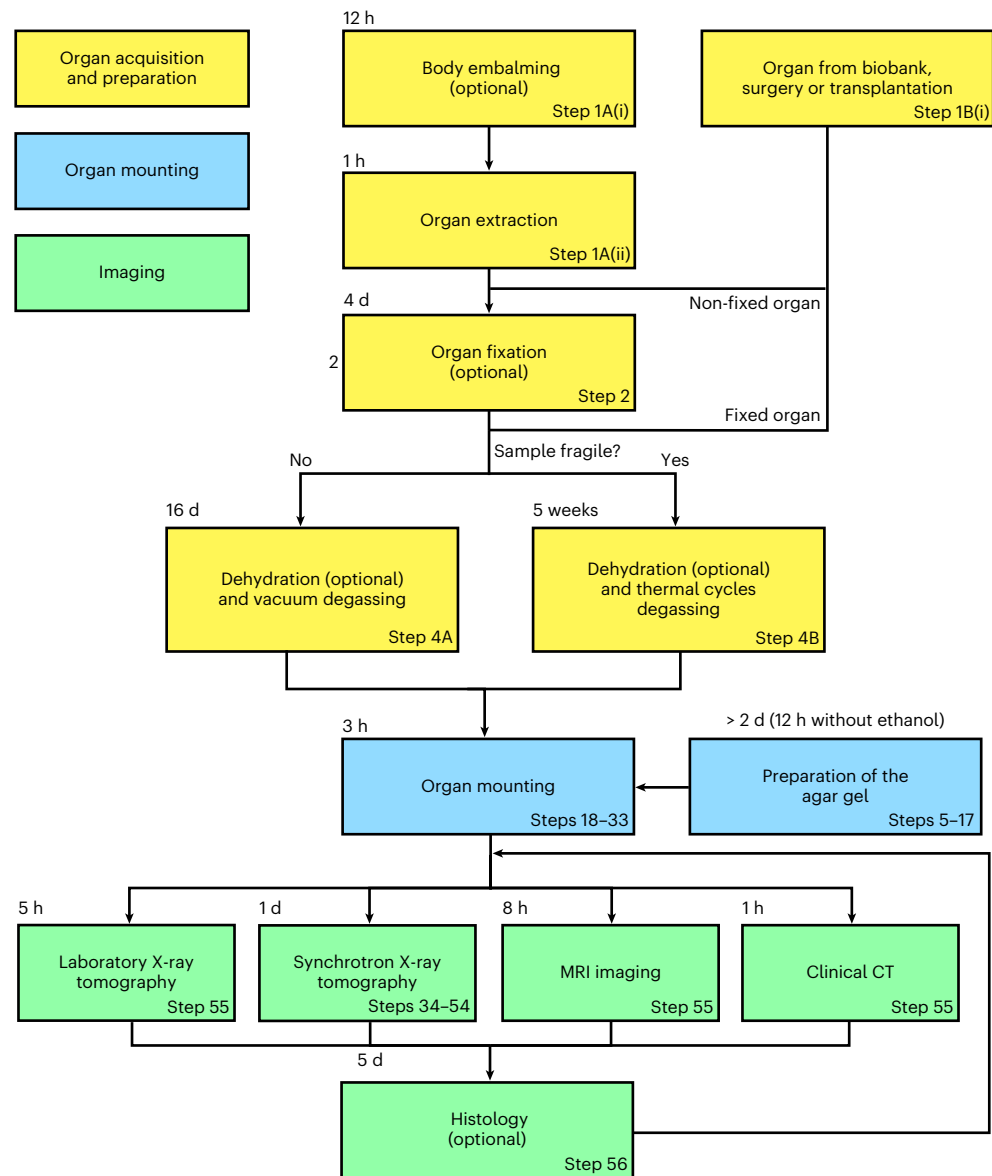 Organ acquisition
and preparation
Organ mounting
Imaging
12 h
Body embalming
(optional)
Step 1A(i)
Organ from biobank,
surgery or transplantation
Step 1B(i)
1 h
Organ extraction
Step 1A(ii)
Non-fixed organ
4 d
2
Organ fixation
(optional)
Step 2
Fixed organ
Sample fragile?
No
Yes
16 d
Dehydration (optional)
and vacuum degassing
Step 4A
5 weeks
Dehydration (optional)
and thermal cycles
degassing
Step 4B
3 h
Organ mounting
Steps 18–33
> 2 d (12 h without ethanol)
Preparation of the
agar gel
Steps 5–17
5 h
Laboratory X-ray
tomography
Step 55
1 d
Synchrotron X-ray
tomography
Steps 34–54
8 h
MRI imaging
Step 55
1 h
Clinical CT
Step 55
5 d
Histology
(optional)
Step 56